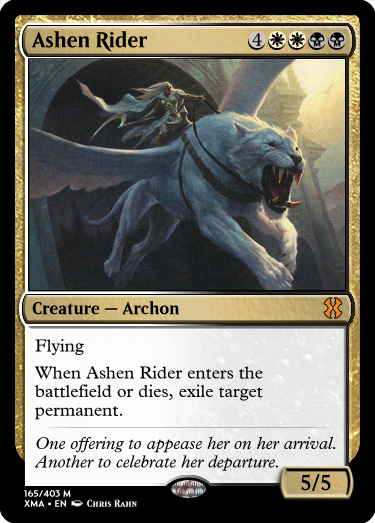 Ashen Rider 4
Creature — Archon
Flying
When Ashen Rider enters the
battlefield or dies, exile target
permanent.
One offering to appease her on her arrival.
Another to celebrate her departure.
5/5
165/403 M
XMA • EN Chris Rahn